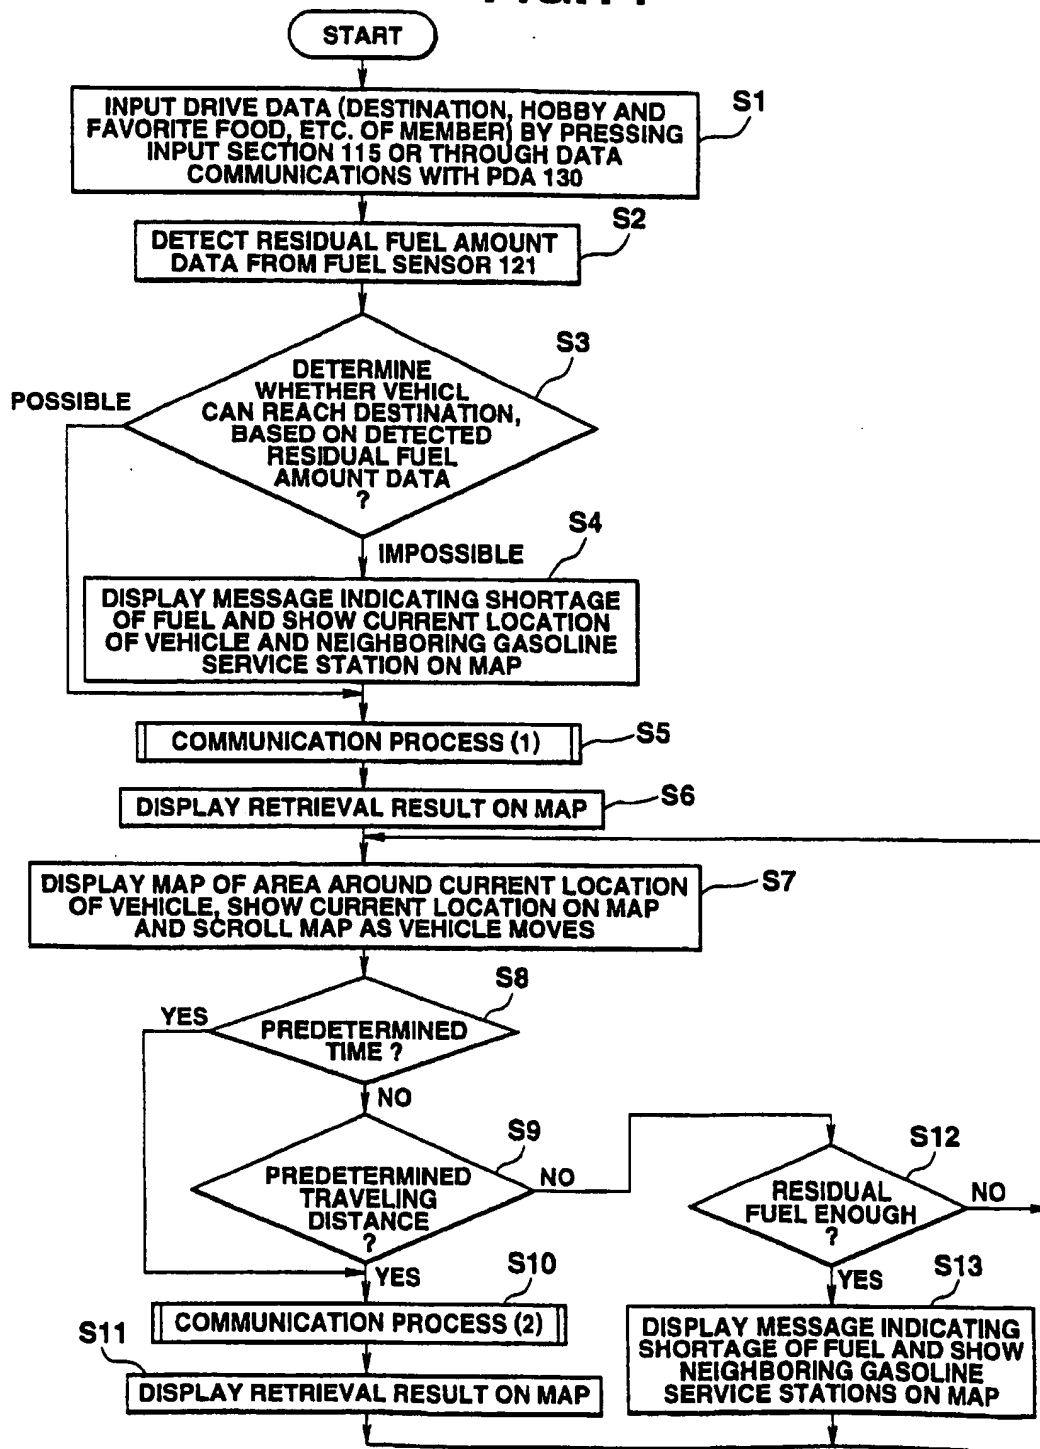 START
INPUT DRIVE DATA (DESTINATION, HOBBY AND
FAVORITE FOOD, ETC. OF MEMBER) BY PRESSING
INPUT SECTION 115 OR THROUGH DATA
COMMUNICATIONS WITH PDA 130
S1
DETECT RESIDUAL FUEL AMOUNT
DATA FROM FUEL SENSOR 121
S2
DETERMINE
WHETHER VEHICL
CAN REACH DESTINATION,
BASED ON DETECTED
RESIDUAL FUEL
AMOUNT DATA
?
S3
POSSIBLE
IMPOSSIBLE
S4
DISPLAY MESSAGE INDICATING SHORTAGE
OF FUEL AND SHOW CURRENT LOCATION
OF VEHICLE AND NEIGHBORING GASOLINE
SERVICE STATION ON MAP
COMMUNICATION PROCESS (1)
S5
DISPLAY RETRIEVAL RESULT ON MAP
S6
DISPLAY MAP OF AREA AROUND CURRENT LOCATION
OF VEHICLE, SHOW CURRENT LOCATION ON MAP
AND SCROLL MAP AS VEHICLE MOVES
S7
S8
YES
PREDETERMINED
TIME ?
NO
S9
PREDETERMINED
TRAVELING
DISTANCE
?
NO
YES
S12
RESIDUAL
FUEL ENOUGH
?
NO
YES
S10
COMMUNICATION PROCESS (2)
S11
DISPLAY RETRIEVAL RESULT ON MAP
S13
DISPLAY MESSAGE INDICATING
SHORTAGE OF FUEL AND SHOW
NEIGHBORING GASOLINE
SERVICE STATIONS ON MAP